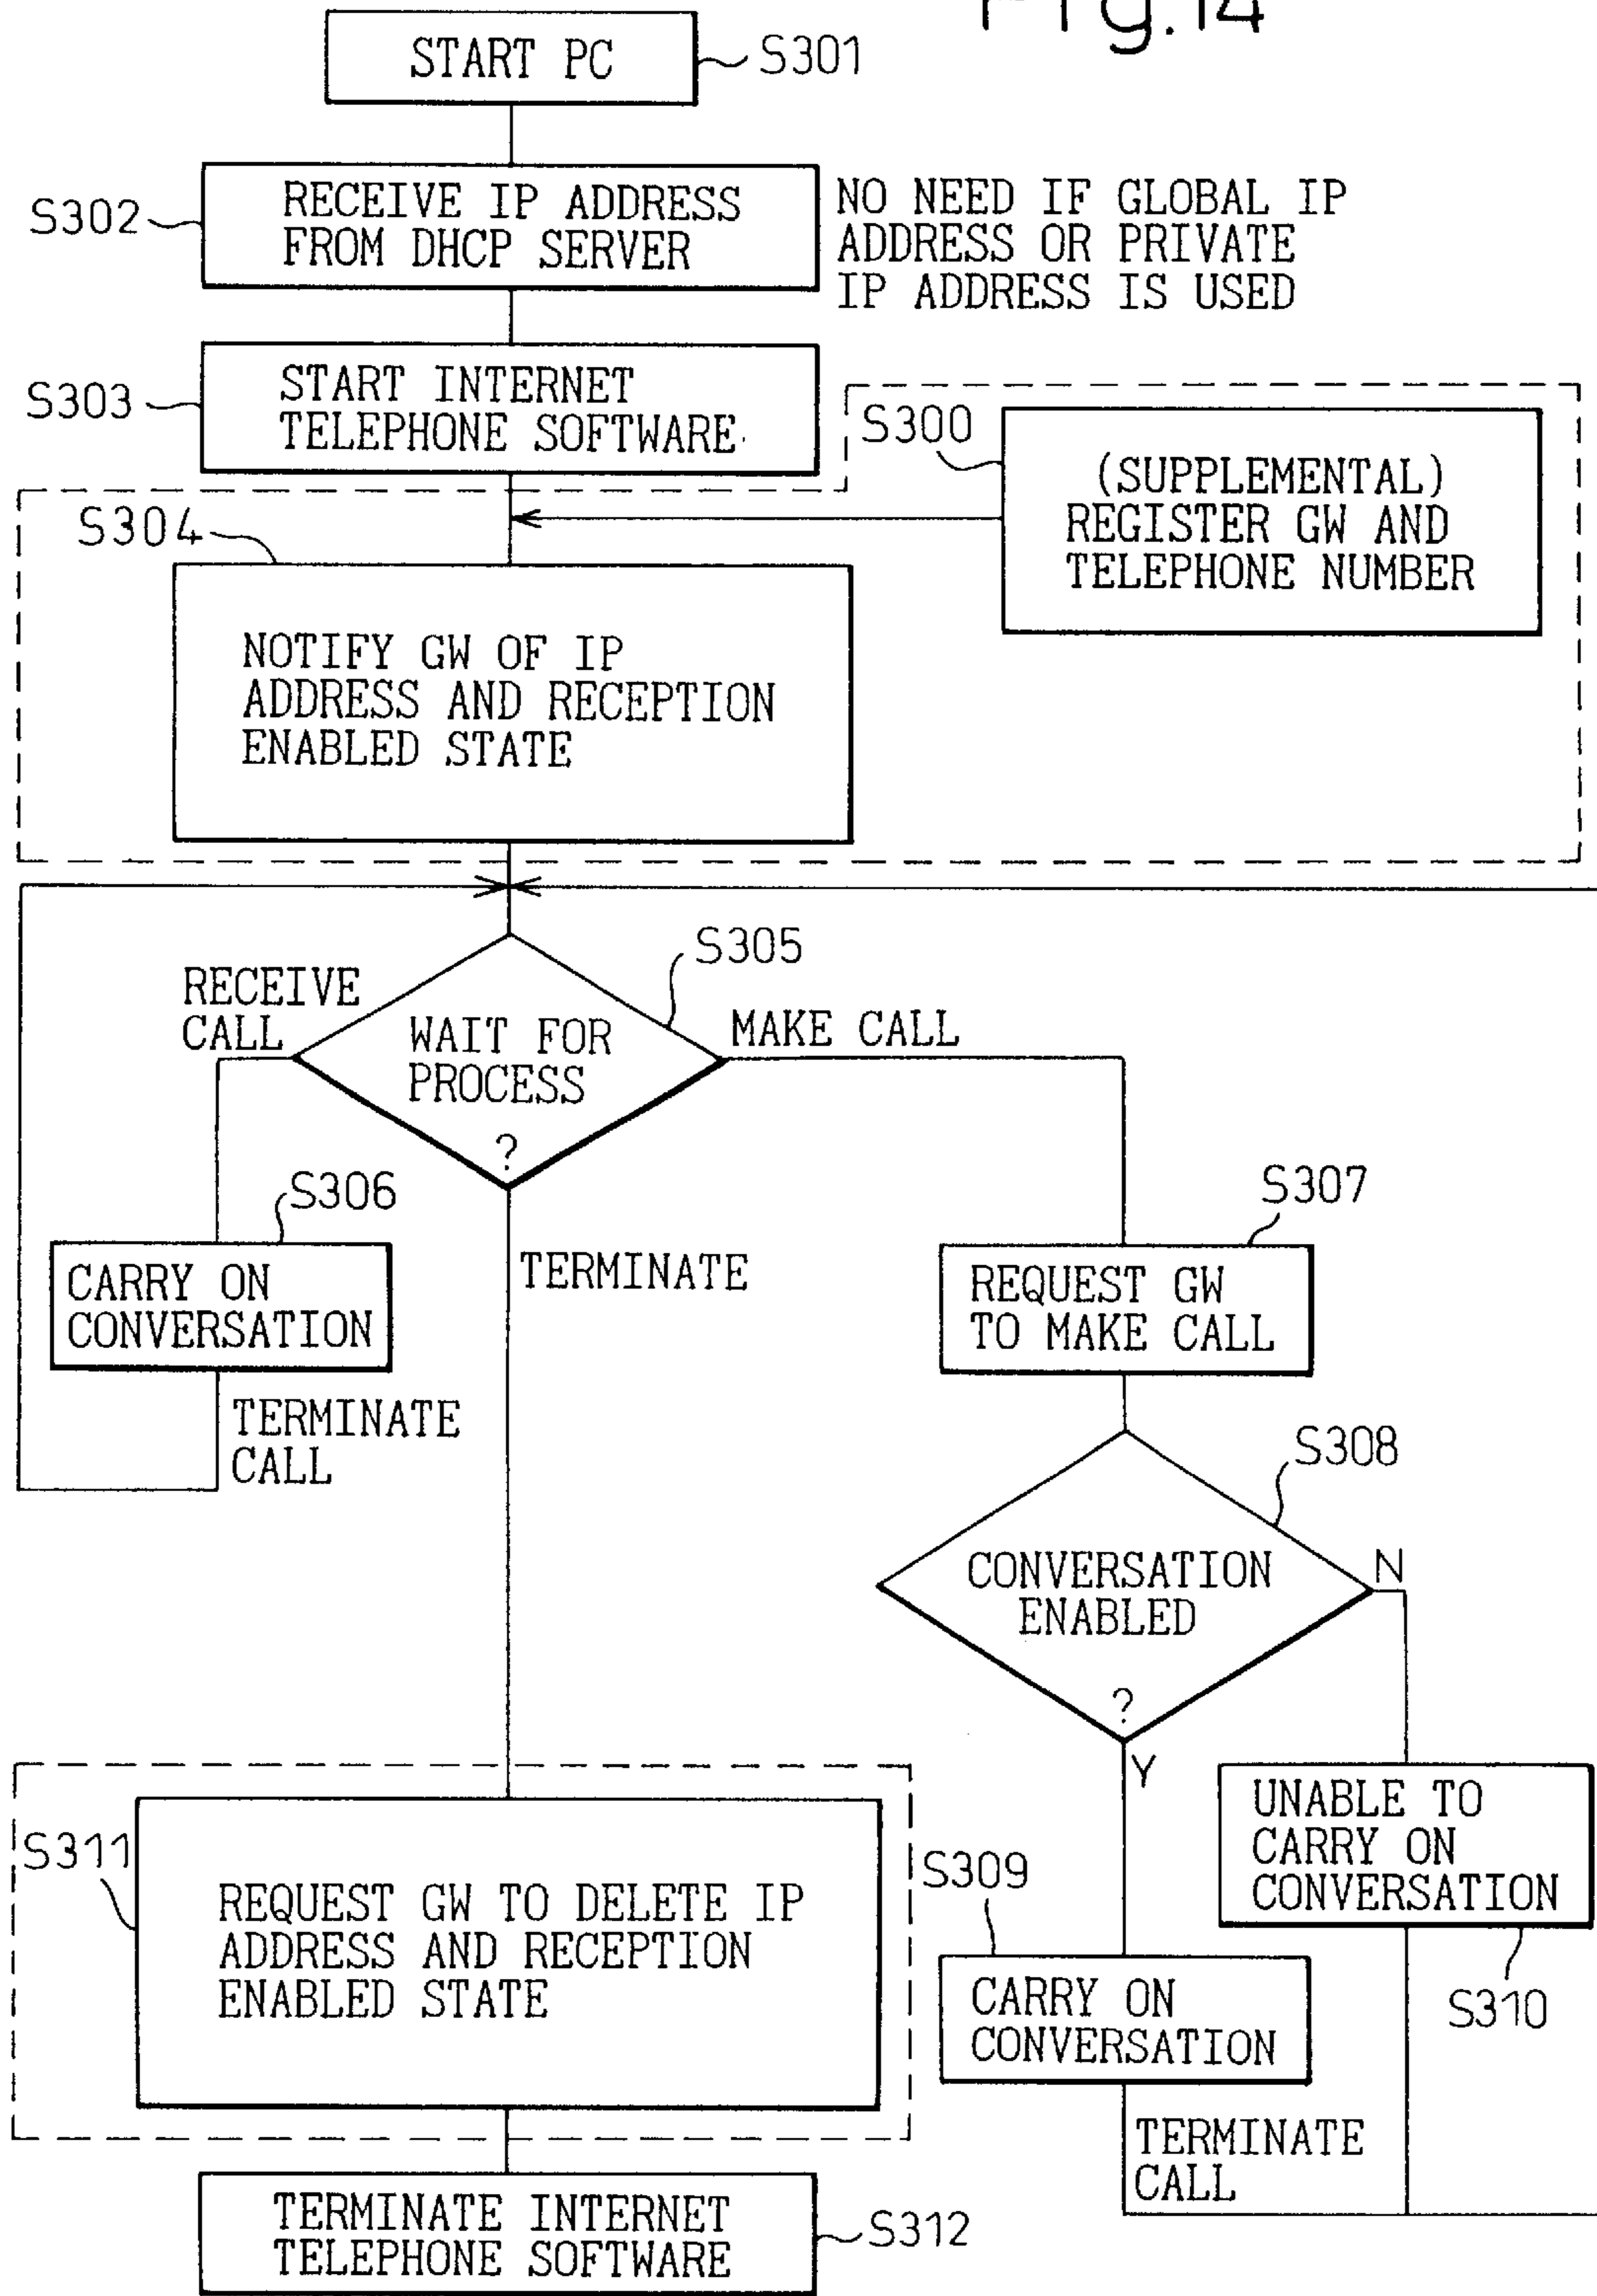 Fig.14
START PC
S301
S302
RECEIVE IP ADDRESS
FROM DHCP SERVER
NO NEED IF GLOBAL IP
ADDRESS OR PRIVATE
IP ADDRESS IS USED
S303
START INTERNET
TELEPHONE SOFTWARE
S300
(SUPPLEMENTAL)
REGISTER GW AND
TELEPHONE NUMBER
S304
NOTIFY GW OF IP
ADDRESS AND RECEPTION
ENABLED STATE
S305
RECEIVE
CALL
WAIT FOR
PROCESS
?
MAKE CALL
S306
CARRY ON
CONVERSATION
TERMINATE
CALL
TERMINATE
S307
REQUEST GW
TO MAKE CALL
S308
CONVERSATION
ENABLED
?
N
Y
UNABLE TO
CARRY ON
CONVERSATION
S310
S309
CARRY ON
CONVERSATION
TERMINATE
CALL
S311
REQUEST GW TO DELETE IP
ADDRESS AND RECEPTION
ENABLED STATE
TERMINATE INTERNET
TELEPHONE SOFTWARE
S312